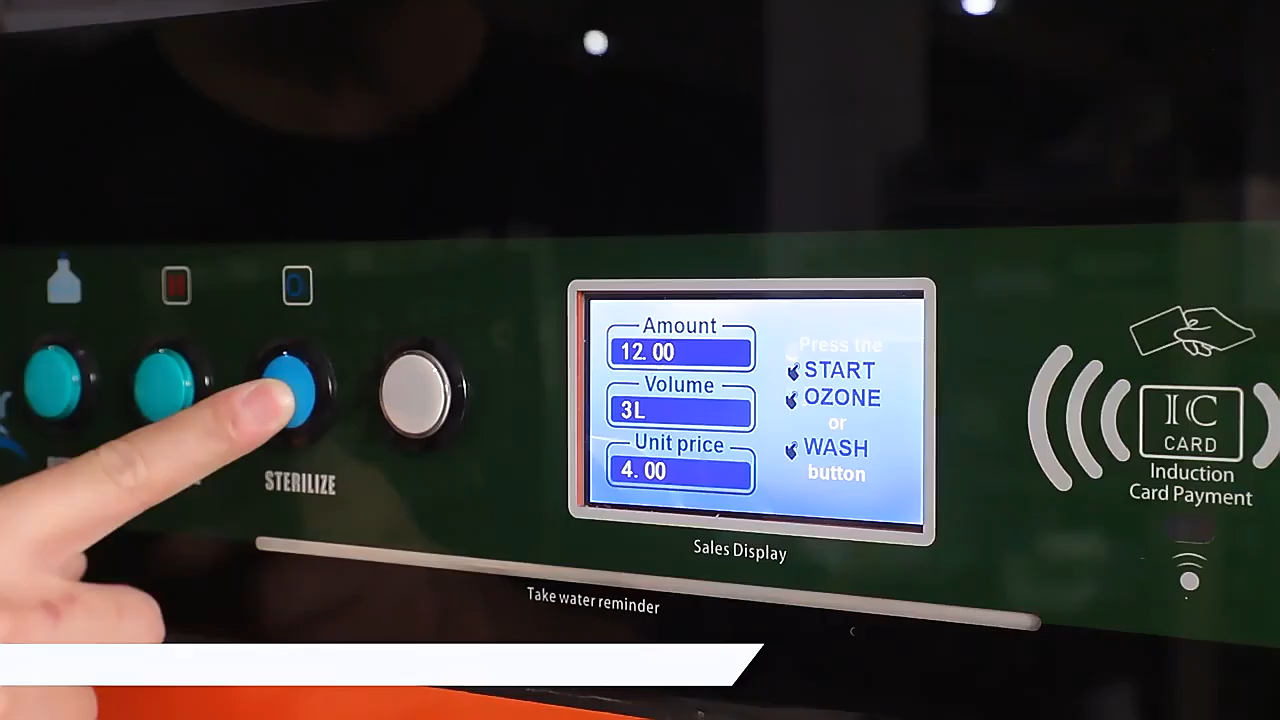 D
STERILIZE
Amount
12.00
Volume
3L
Unit price
4.00
Press the
START
OZONE
or
WASH
button
Sales Display
Take water reminder
IC
CARD
Induction
Card Payment